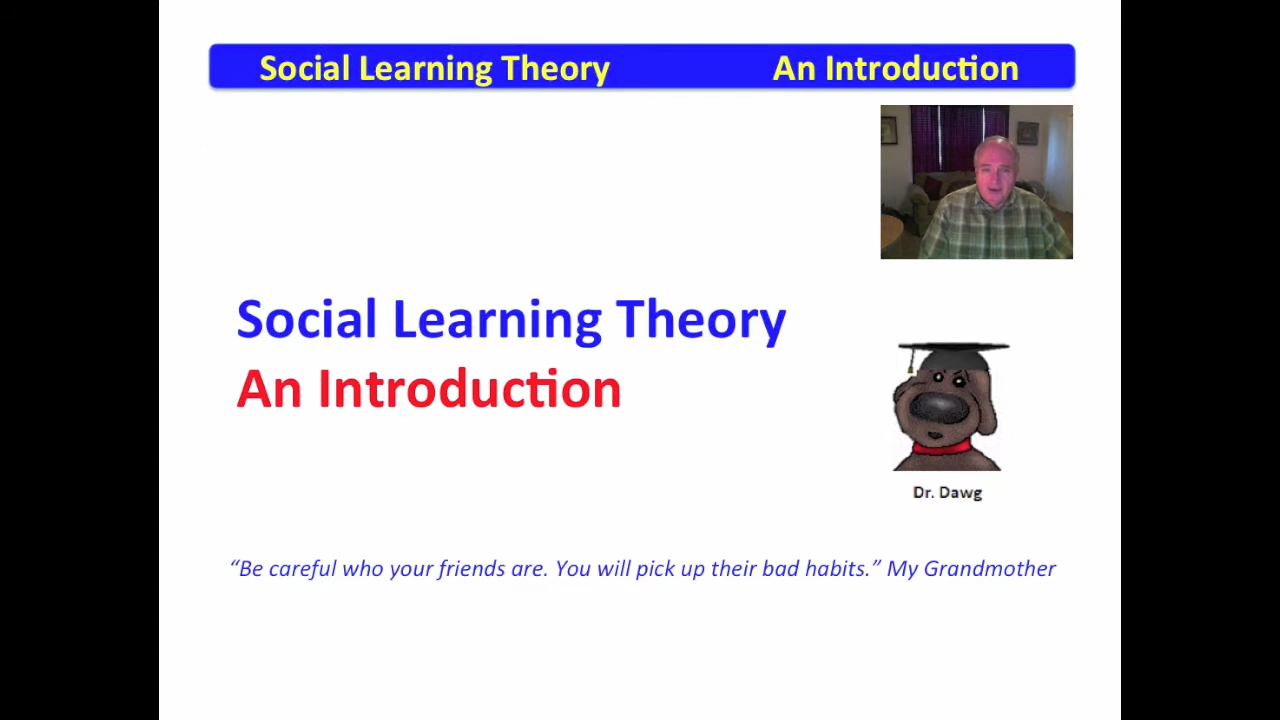 Social Learning Theory An Introduction
Social Learning Theory
An Introduction
Dr. Dawg
“Be careful who your friends are. You will pick up their bad habits.” My Grandmother